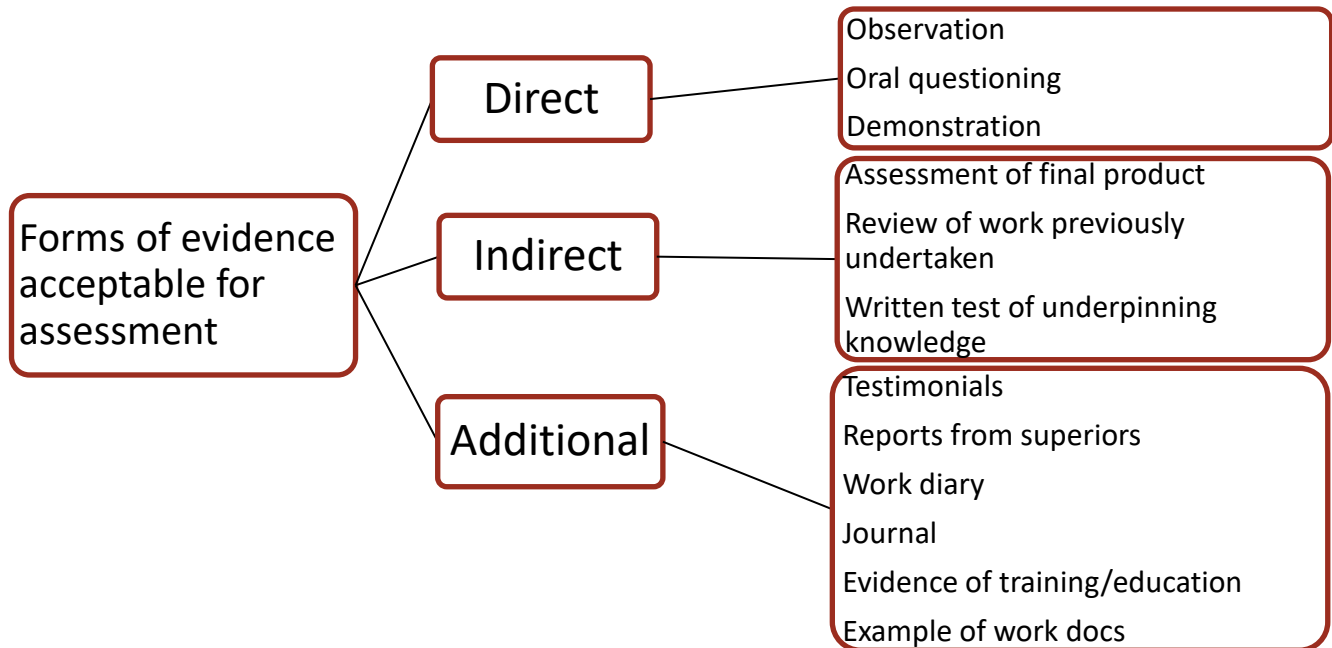 Forms of evidence
acceptable for
assessment
Direct
Observation
Oral questioning
Demonstration
Indirect
Assessment of final product
Review of work previously
undertaken
Written test of underpinning
knowledge
Additional
Testimonials
Reports from superiors
Work diary
Journal
Evidence of training/education
Example of work docs